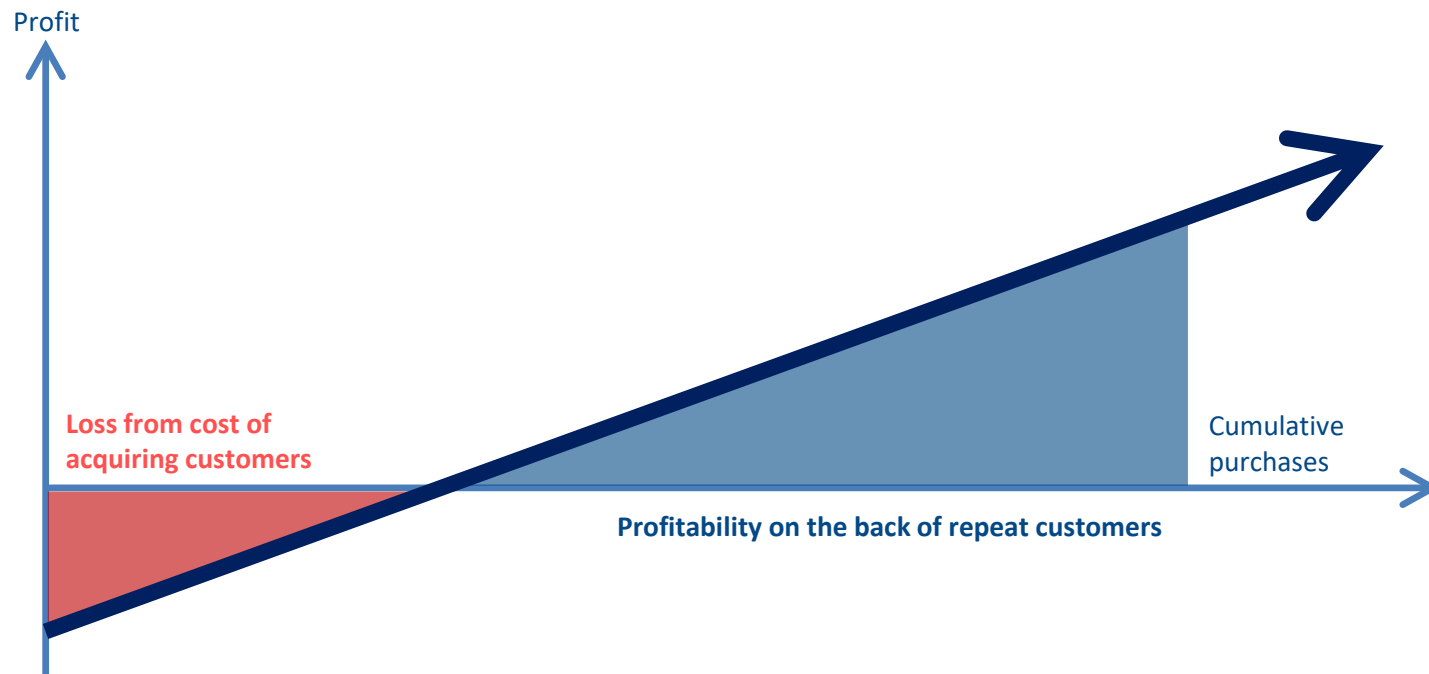 Profit
Loss from cost of
acquiring customers
Cumulative
purchases
Profitability on the back of repeat customers